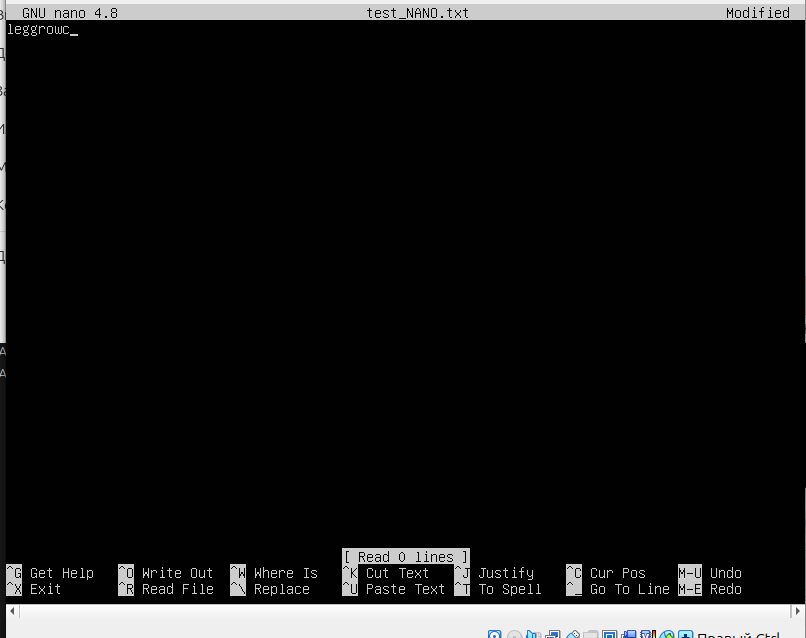 GNU nano 4.8 test_NANO.txt Modified
leggrowc_
[ Read 0 lines ]
^G Get Help ^O Write Out ^W Where Is ^K Cut Text ^J Justify ^C Cur Pos M-U Undo
^X Exit ^R Read File ^\ Replace ^U Paste Text ^T To Spell ^_ Go To Line M-E Redo
Правый Ctrl